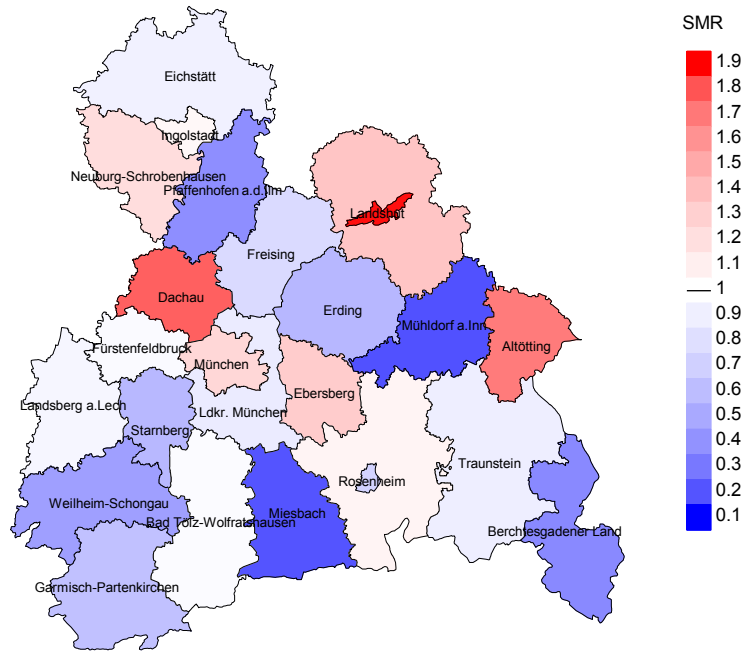 SMR
1.9
1.8
1.7
1.6
1.5
1.4
1.3
1.2
1.1
1
0.9
0.8
0.7
0.6
0.5
0.4
0.3
0.2
0.1
Eichstätt
Ingolstadt
Neuburg-Schrobenhausen
Pfaffenhofen a.d.Ilm
Landshut
Freising
Dachau
Erding
Mühldorf a.Inn
Altötting
Fürstenfeldbruck
München
Ebersberg
Landsberg a.Lech
Ldkr. München
Starnberg
Traunstein
Rosenheim
Weilheim-Schongau
Miesbach
Bad Tölz-Wolfratshausen
Berchtesgadener Land
Garmisch-Partenkirchen